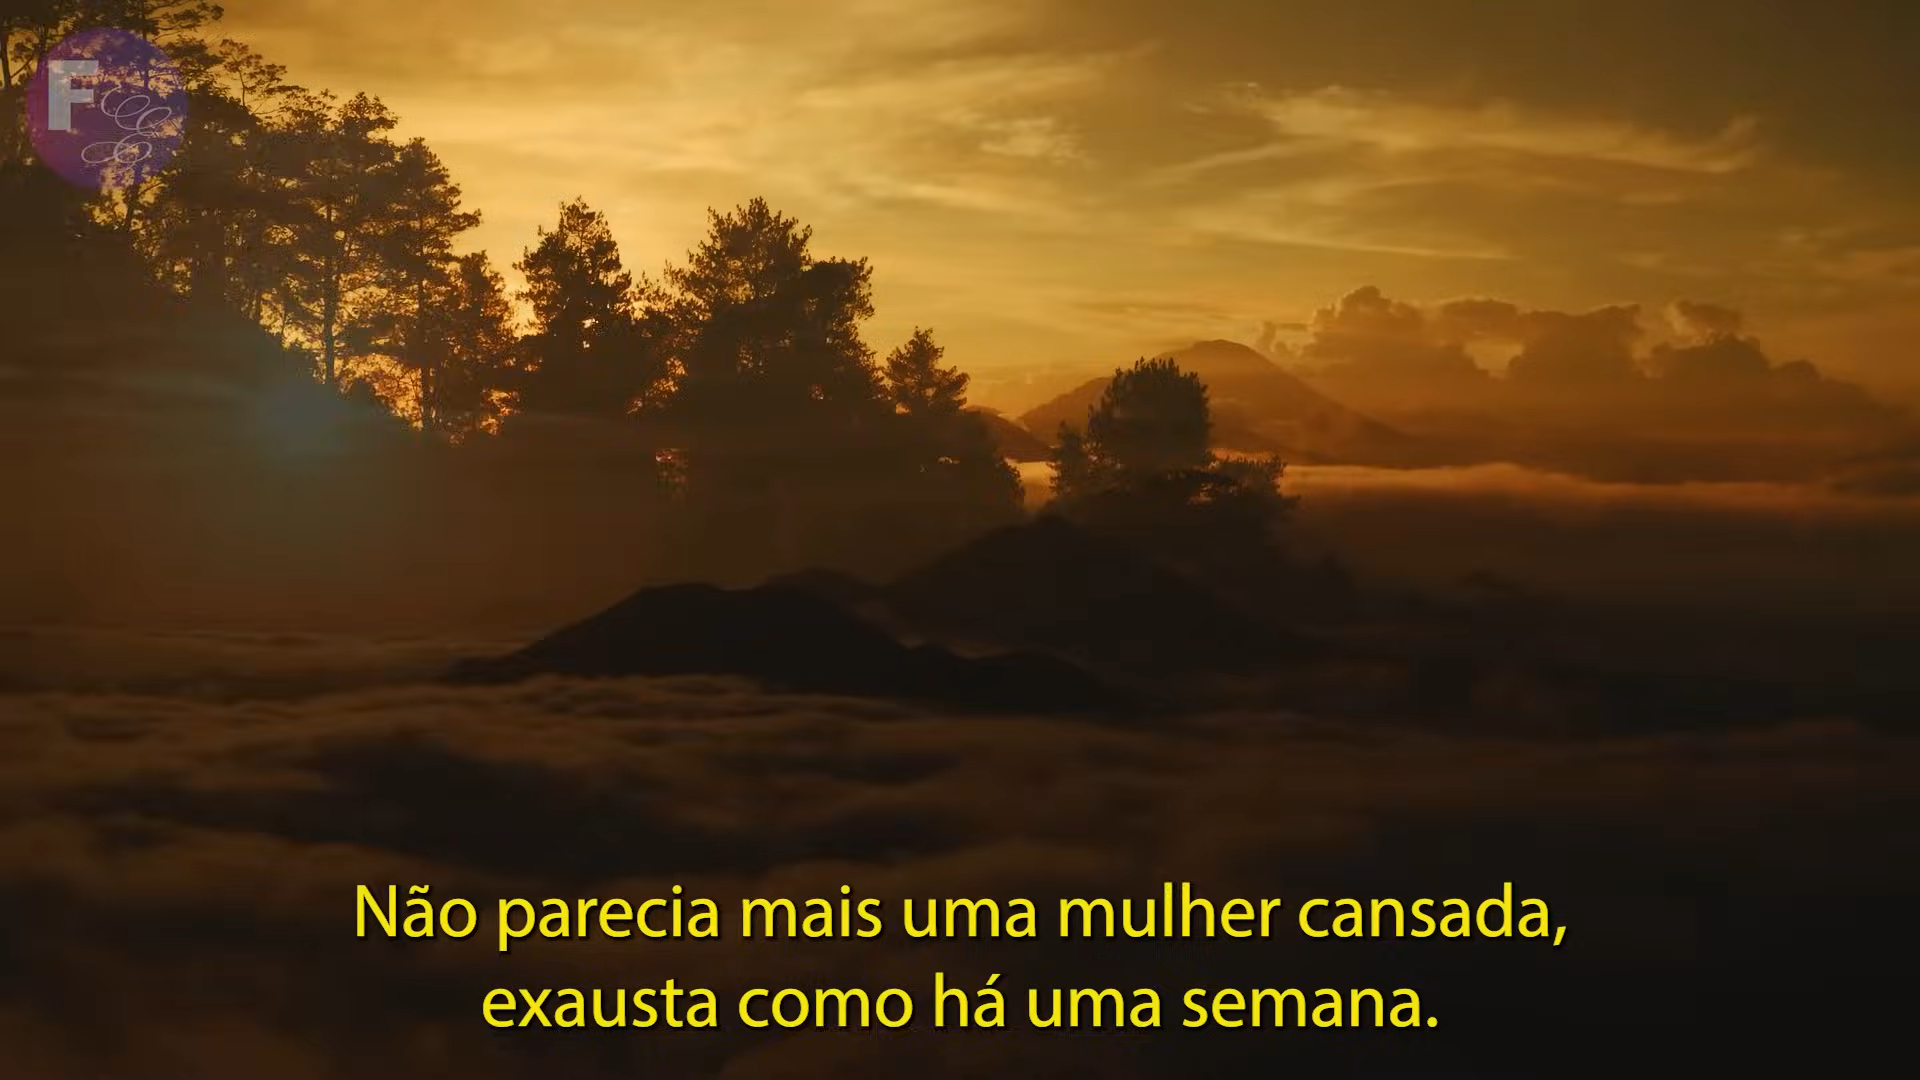 F
Não parecia mais uma mulher cansada,
exausta como há uma semana.